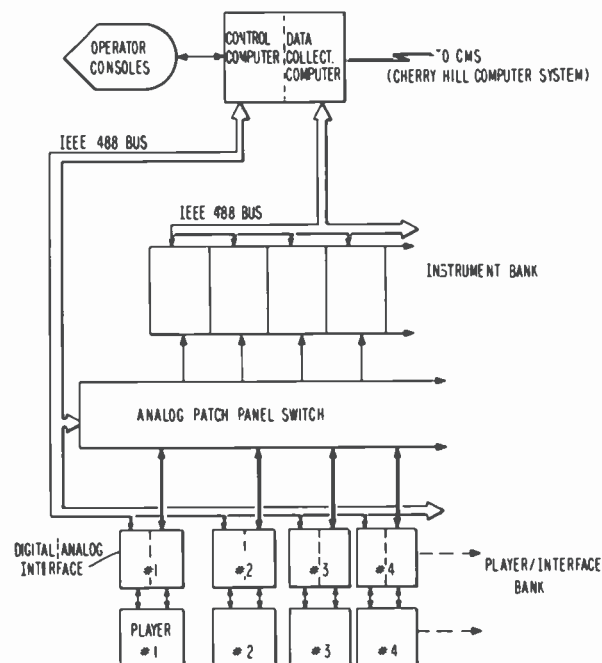 OPERATOR
CONSOLES
CONTROL
COMPUTER
DATA
COLLECT.
COMPUTER
TO CMS
(CHERRY HILL COMPUTER SYSTEM)
IEEE 488 BUS
IEEE 488 BUS
INSTRUMENT BANK
ANALOG PATCH PANEL SWITCH
DIGITAL/ANALOG
INTERFACE
#1
#2
#3
#4
PLAYER/INTERFACE
BANK
PLAYER
#1
#2
#3
#4